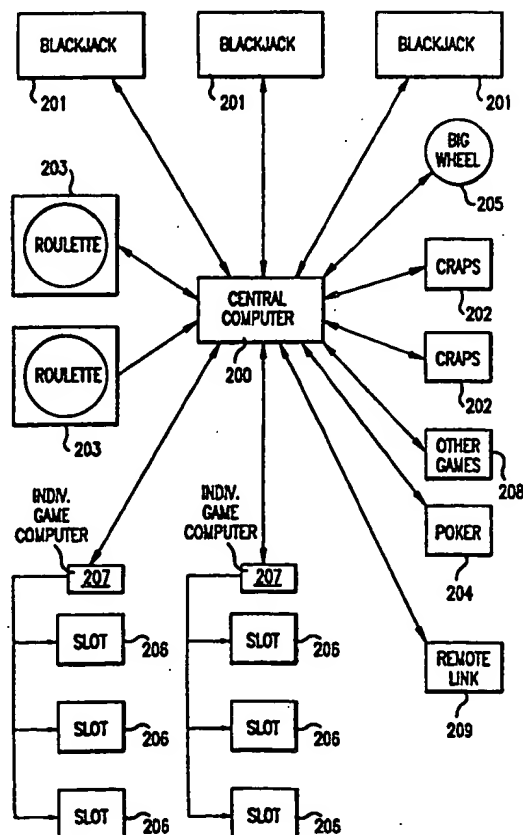 BLACKJACK
201
BLACKJACK
201
BLACKJACK
201
203
ROULETTE
BIG
WHEEL
205
CENTRAL
COMPUTER
200
CRAPS
202
ROULETTE
203
CRAPS
202
OTHER
GAMES
208
POKER
204
REMOTE
LINK
209
INDIV.
GAME
COMPUTER
207
SLOT
206
SLOT
206
SLOT
206
INDIV.
GAME
COMPUTER
207
SLOT
206
SLOT
206
SLOT
206